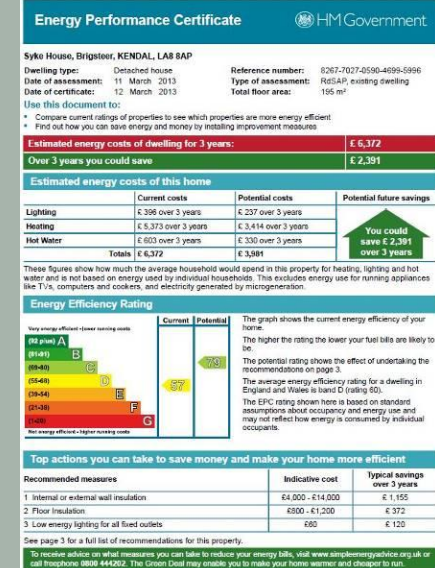 Energy Performance Certificate
HM Government
Syke House, Brigsteer, KENDAL, LA8 8AP
Dwelling type: Detached house
Date of assessment: 11 March 2013
Date of certificate: 12 March 2013
Reference number: 8267-7027-0590-4699-5996
Type of assessment: RdSAP, existing dwelling
Total floor area: 195 m²
Use this document to:
• Compare current ratings of properties to see which properties are more energy efficient
• Find out how you can save energy and money by installing improvement measures
Estimated energy costs of dwelling for 3 years: £ 6,372
Over 3 years you could save £ 2,391
Estimated energy costs of this home
Current costs Potential costs Potential future savings
Lighting £ 396 over 3 years £ 237 over 3 years
Heating £ 5,373 over 3 years £ 3,414 over 3 years
Hot Water £ 603 over 3 years £ 330 over 3 years
Totals £ 6,372 £ 3,981
You could
save £ 2,391
over 3 years
These figures show how much the average household would spend in this property for heating, lighting and hot
water and is not based on energy used by individual households. This excludes energy use for running appliances
like TVs, computers and cookers, and electricity generated by microgeneration.
Energy Efficiency Rating
Current Potential
Very energy efficient - lower running costs
(92 plus) A
(81-91) B
(69-80) C
(55-68) D
(39-54) E
(21-38) F
(1-20) G
Not energy efficient - higher running costs
57
79
The graph shows the current energy efficiency of your
home.
The higher the rating the lower your fuel bills are likely to
be.
The potential rating shows the effect of undertaking the
recommendations on page 3.
The average energy efficiency rating for a dwelling in
England and Wales is band D (rating 60).
The EPC rating shown here is based on standard
assumptions about occupancy and energy use and
may not reflect how energy is consumed by individual
occupants.
Top actions you can take to save money and make your home more efficient
Recommended measures Indicative cost Typical savings
over 3 years
1 Internal or external wall insulation £4,000 - £14,000 £ 1,155
2 Floor Insulation £800 - £1,200 £ 372
3 Low energy lighting for all fixed outlets £60 £ 120
See page 3 for a full list of recommendations for this property.
To receive advice on what measures you can take to reduce your energy bills, visit www.simpleenergyadvice.org.uk or
call freephone 0800 444202. The Green Deal may enable you to make your home warmer and cheaper to run.